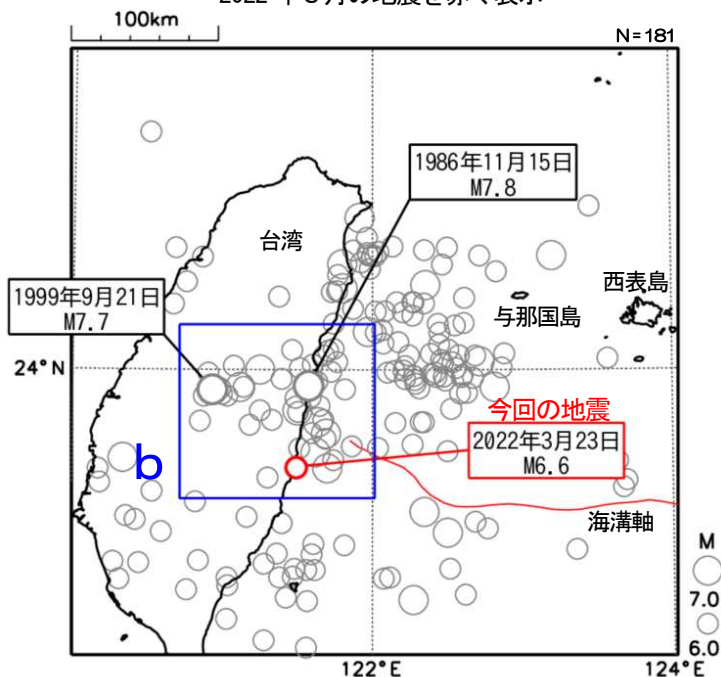 100km
N=181
1986年11月15日
M7.8
台湾
1999年9月21日
M7.7
西表島
与那国島
24°N
今回の地震
2022年3月23日
M6.6
b
海溝軸
M
7.0
6.0
122°E
124°E